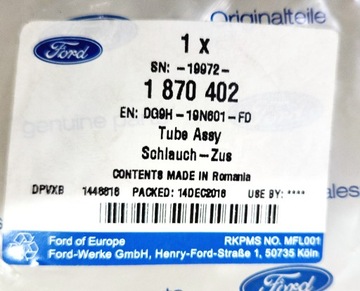 Originalteile
Ford
1 x
SN: -19972-
1 870 402
EN: DG9H-19N601-FD
Tube Assy
Schlauch-Zus
CONTENTS MADE IN Romania
DPVXB 1448818 PACKED: 14DEC2016 USE BY: ****
Ford of Europe RKPMS NO. MFL001
Ford-Werke GmbH, Henry-Ford-Straße 1, 50735 Köln
genuine
Ford